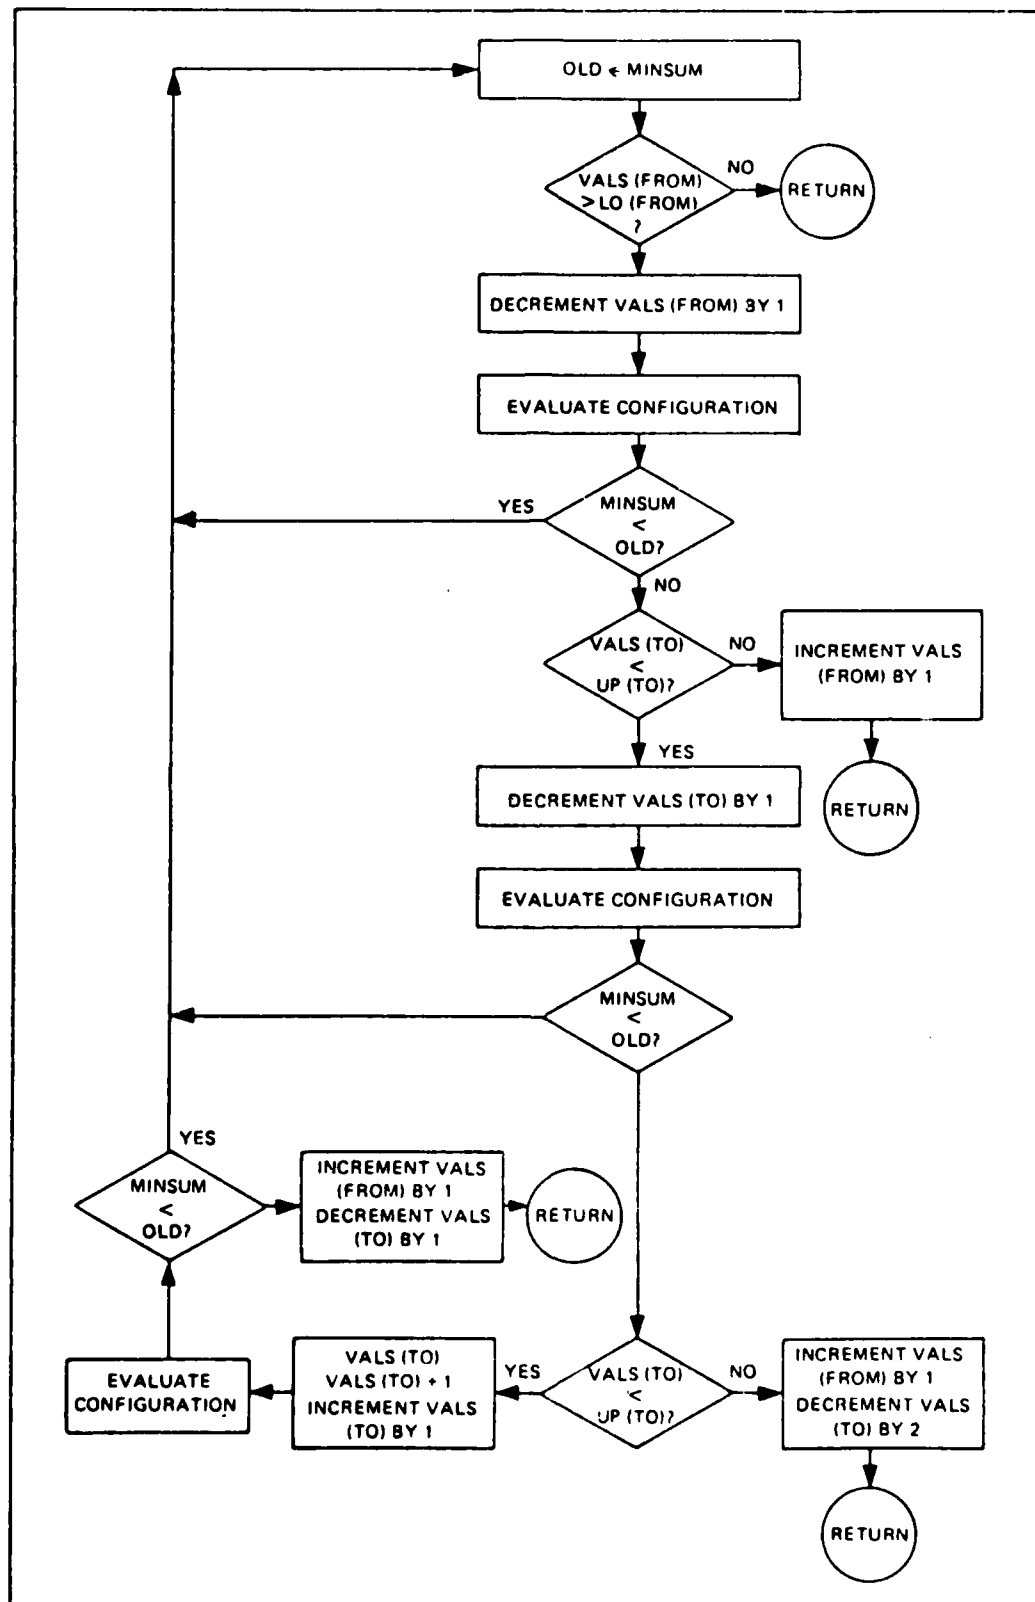 OLD ← MINSUM
VALS (FROM)
> LO (FROM)
?
NO
RETURN
DECREMENT VALS (FROM) BY 1
EVALUATE CONFIGURATION
MINSUM
<
OLD?
YES
NO
VALS (TO)
<
UP (TO)?
NO
INCREMENT VALS
(FROM) BY 1
RETURN
YES
DECREMENT VALS (TO) BY 1
EVALUATE CONFIGURATION
MINSUM
<
OLD?
YES
MINSUM
<
OLD?
INCREMENT VALS
(FROM) BY 1
DECREMENT VALS
(TO) BY 1
RETURN
EVALUATE
CONFIGURATION
VALS (TO)
VALS (TO) + 1
INCREMENT VALS
(TO) BY 1
YES
VALS (TO)
<
UP (TO)?
NO
INCREMENT VALS
(FROM) BY 1
DECREMENT VALS
(TO) BY 2
RETURN